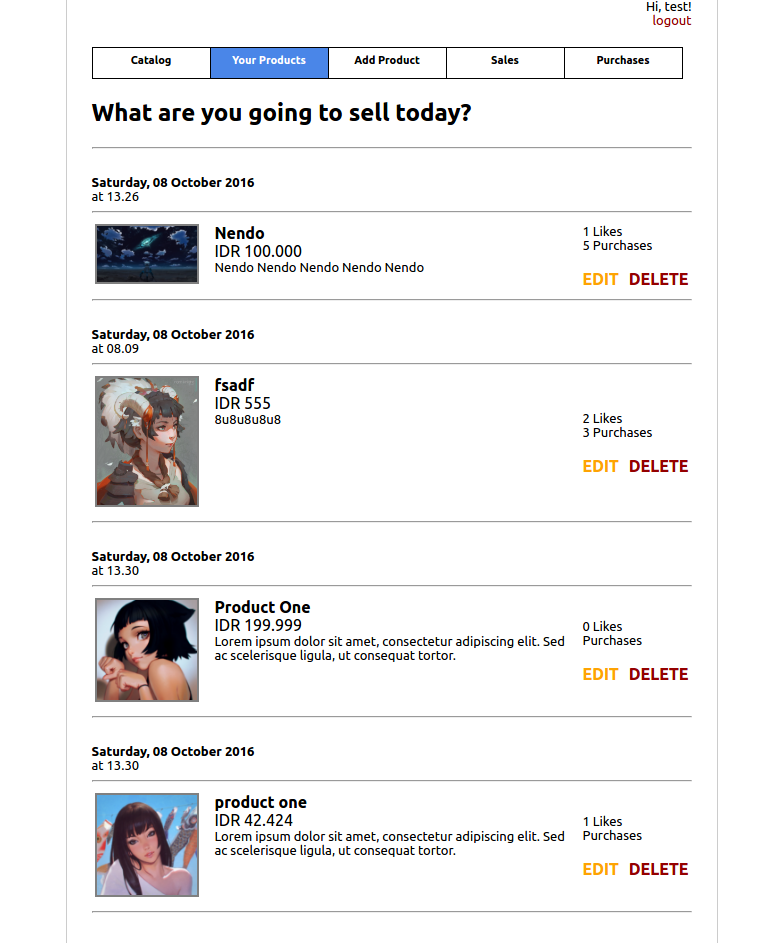 Hi, test!
logout
Catalog
Your Products
Add Product
Sales
Purchases
What are you going to sell today?
Saturday, 08 October 2016
at 13.26
Nendo
IDR 100.000
Nendo Nendo Nendo Nendo Nendo
1 Likes
5 Purchases
EDIT DELETE
Saturday, 08 October 2016
at 08.09
fsadf
IDR 555
8u8u8u8u8
2 Likes
3 Purchases
EDIT DELETE
Saturday, 08 October 2016
at 13.30
Product One
IDR 199.999
Lorem ipsum dolor sit amet, consectetur adipiscing elit. Sed
ac scelerisque ligula, ut consequat tortor.
0 Likes
Purchases
EDIT DELETE
Saturday, 08 October 2016
at 13.30
product one
IDR 42.424
Lorem ipsum dolor sit amet, consectetur adipiscing elit. Sed
ac scelerisque ligula, ut consequat tortor.
1 Likes
Purchases
EDIT DELETE